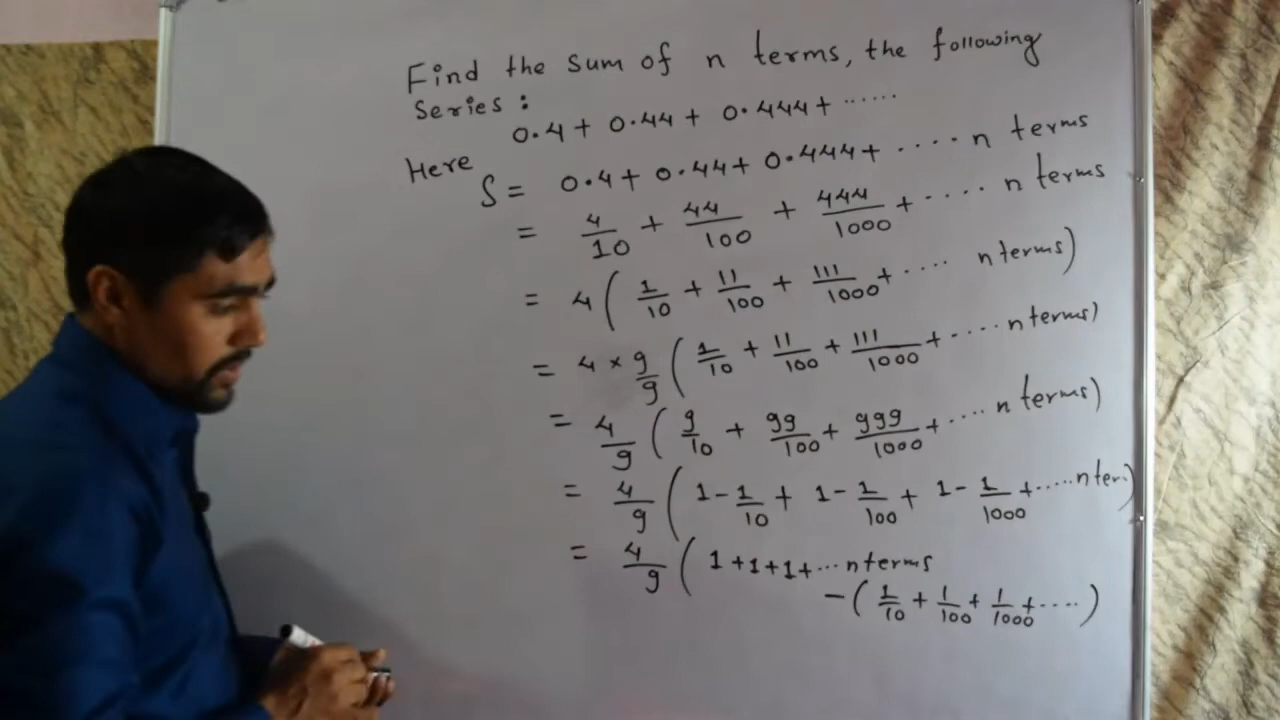 Find the sum of n terms, the following
Series :
0.4 + 0.44 + 0.444 + ......
Here
S = 0.4 + 0.44 + 0.444 + .... n terms
= 4/10 + 44/100 + 444/1000 + .... n terms
= 4 ( 1/10 + 11/100 + 111/1000 + .... n terms)
= 4 × 9/9 ( 1/10 + 11/100 + 111/1000 + .... n terms)
= 4/9 ( 9/10 + 99/100 + 999/1000 + .... n terms)
= 4/9 ( 1 - 1/10 + 1 - 1/100 + 1 - 1/1000 + ..... n ter.)
= 4/9 ( 1 + 1 + 1 + ... n terms
- ( 1/10 + 1/100 + 1/1000 + .... )